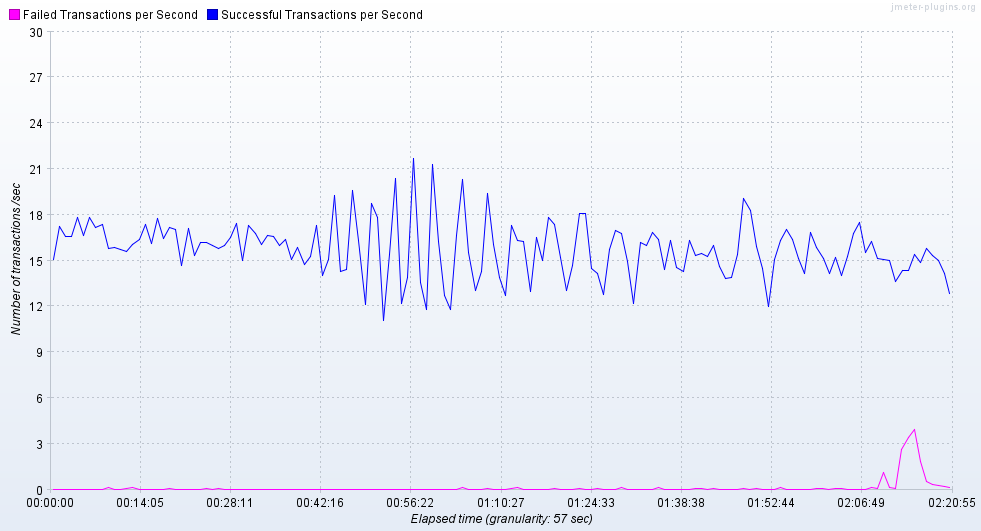 jmeter-plugins.org
Failed Transactions per Second Successful Transactions per Second
30
27
24
21
18
15
12
9
6
3
0
Number of transactions /sec
00:00:00 00:14:05 00:28:11 00:42:16 00:56:22 01:10:27 01:24:33 01:38:38 01:52:44 02:06:49 02:20:55
Elapsed time (granularity: 57 sec)